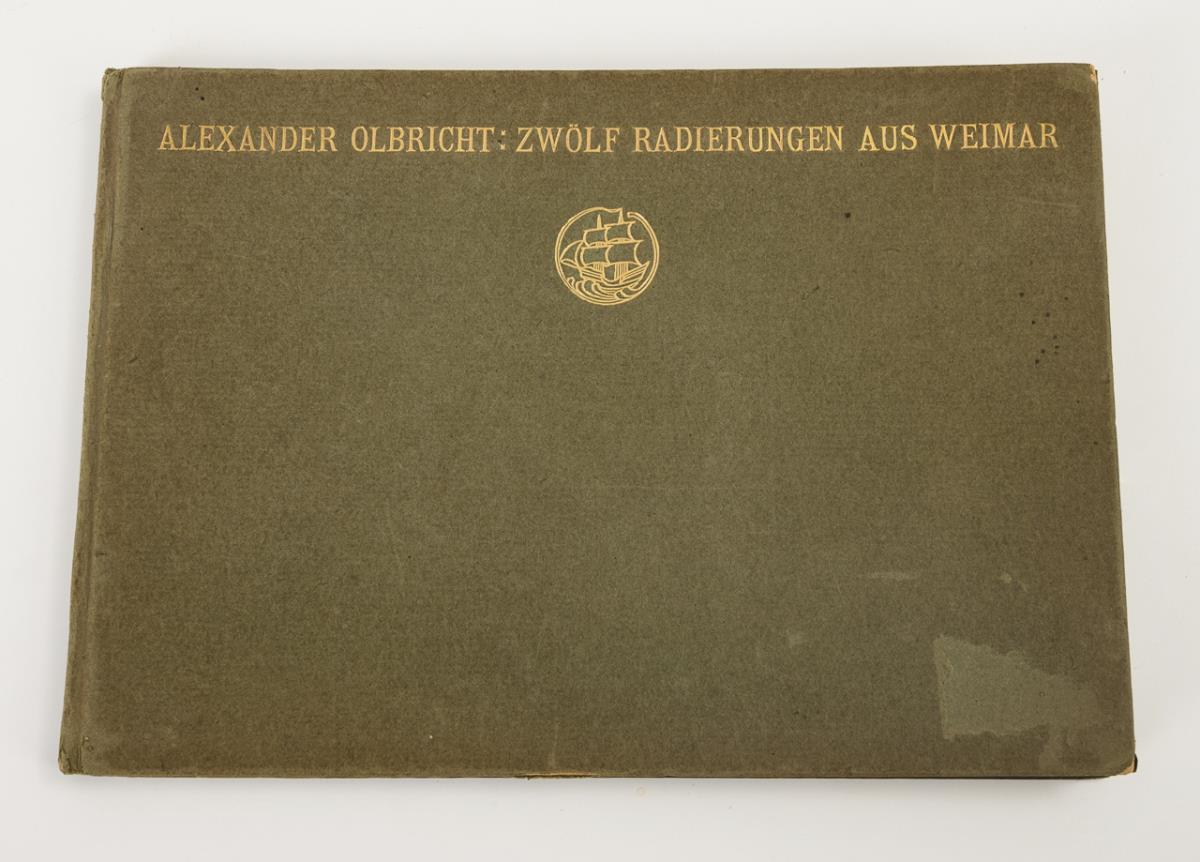 ALEXANDER OLBRICHT: ZWÖLF RADIERUNGEN AUS WEIMAR